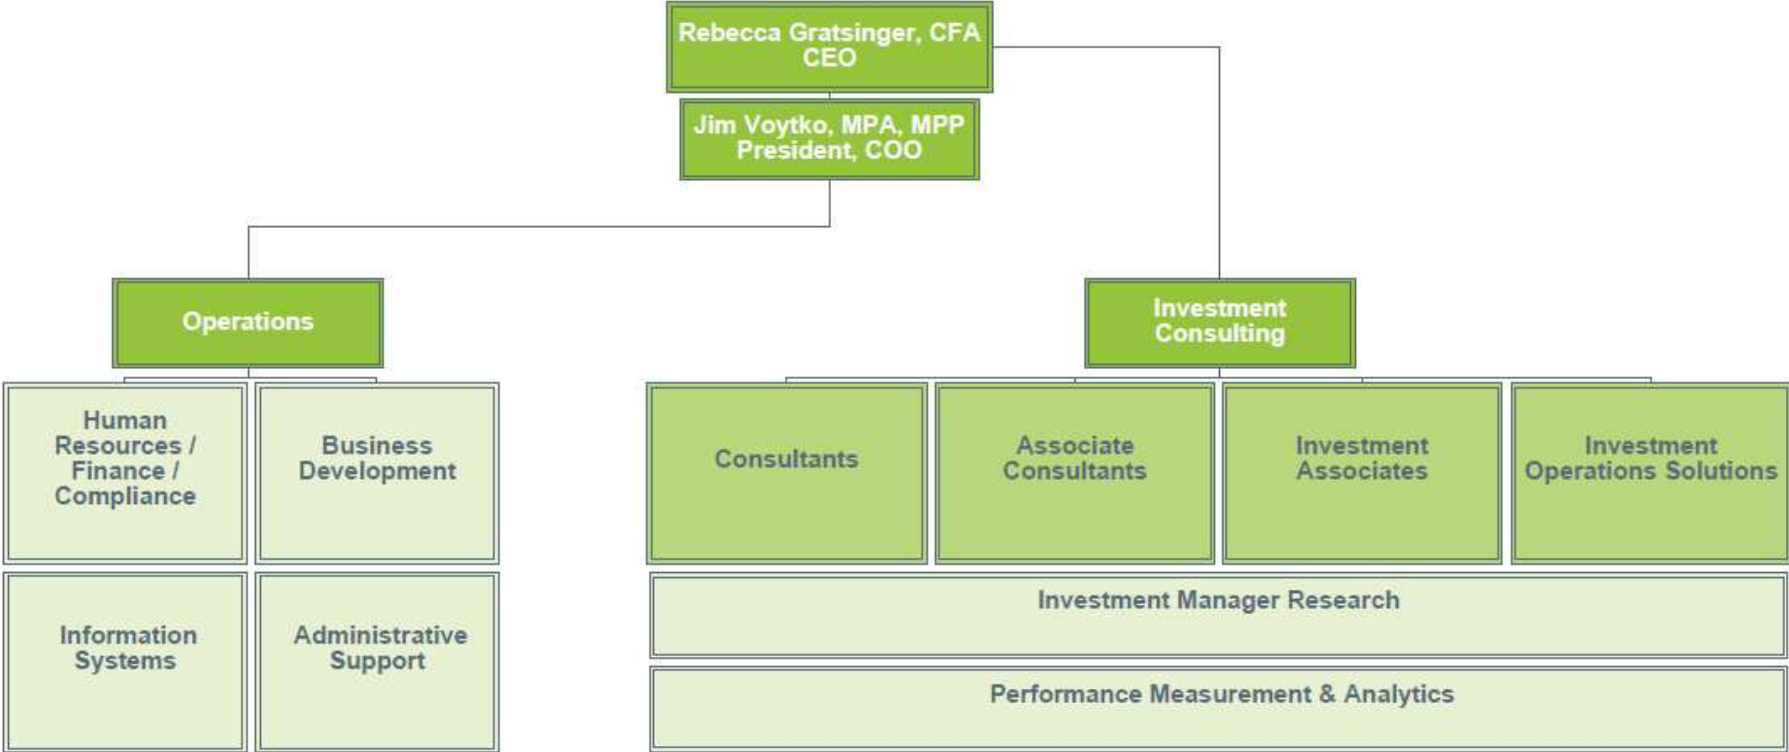 Rebecca Gratsinger, CFA
CEO
Jim Voytko, MPA, MPP
President, COO
Operations
Investment
Consulting
Human
Resources /
Finance /
Compliance
Business
Development
Information
Systems
Administrative
Support
Consultants
Associate
Consultants
Investment
Associates
Investment
Operations Solutions
Investment Manager Research
Performance Measurement & Analytics